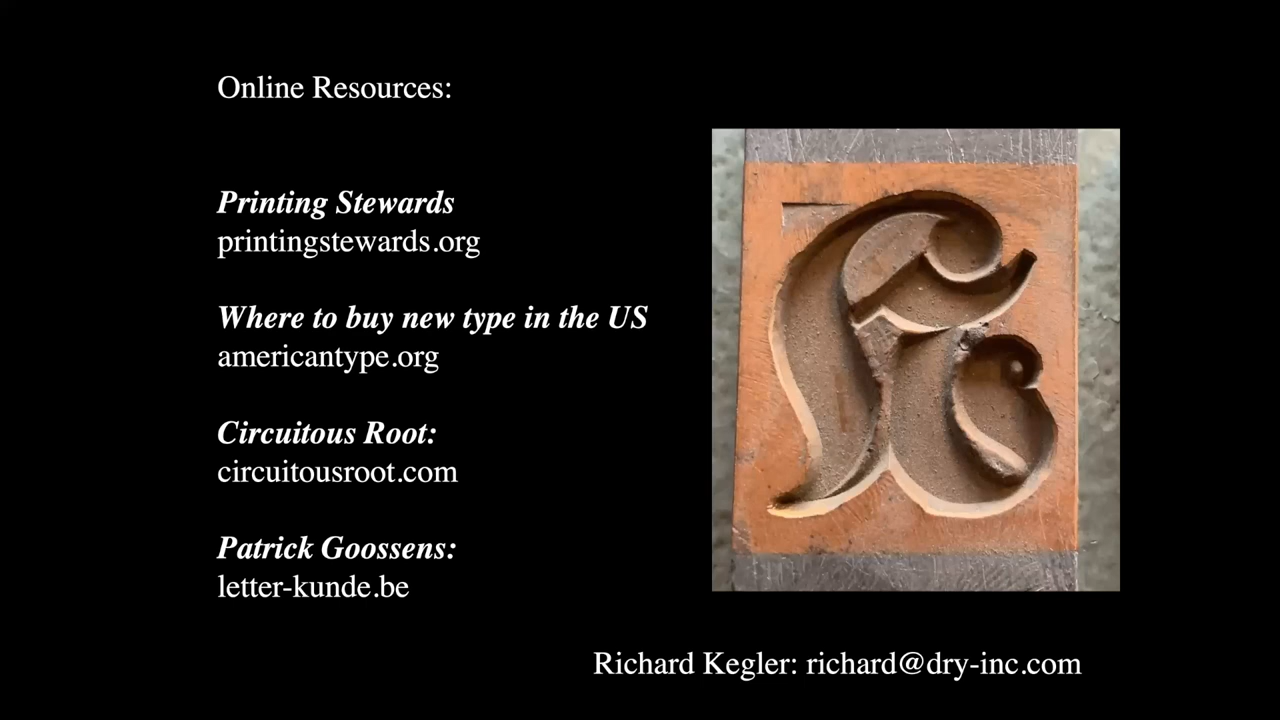 Online Resources:
Printing Stewards
printingstewards.org
Where to buy new type in the US
americantype.org
Circuitous Root:
circuitousroot.com
Patrick Goossens:
letter-kunde.be
Richard Kegler: richard@dry-inc.com